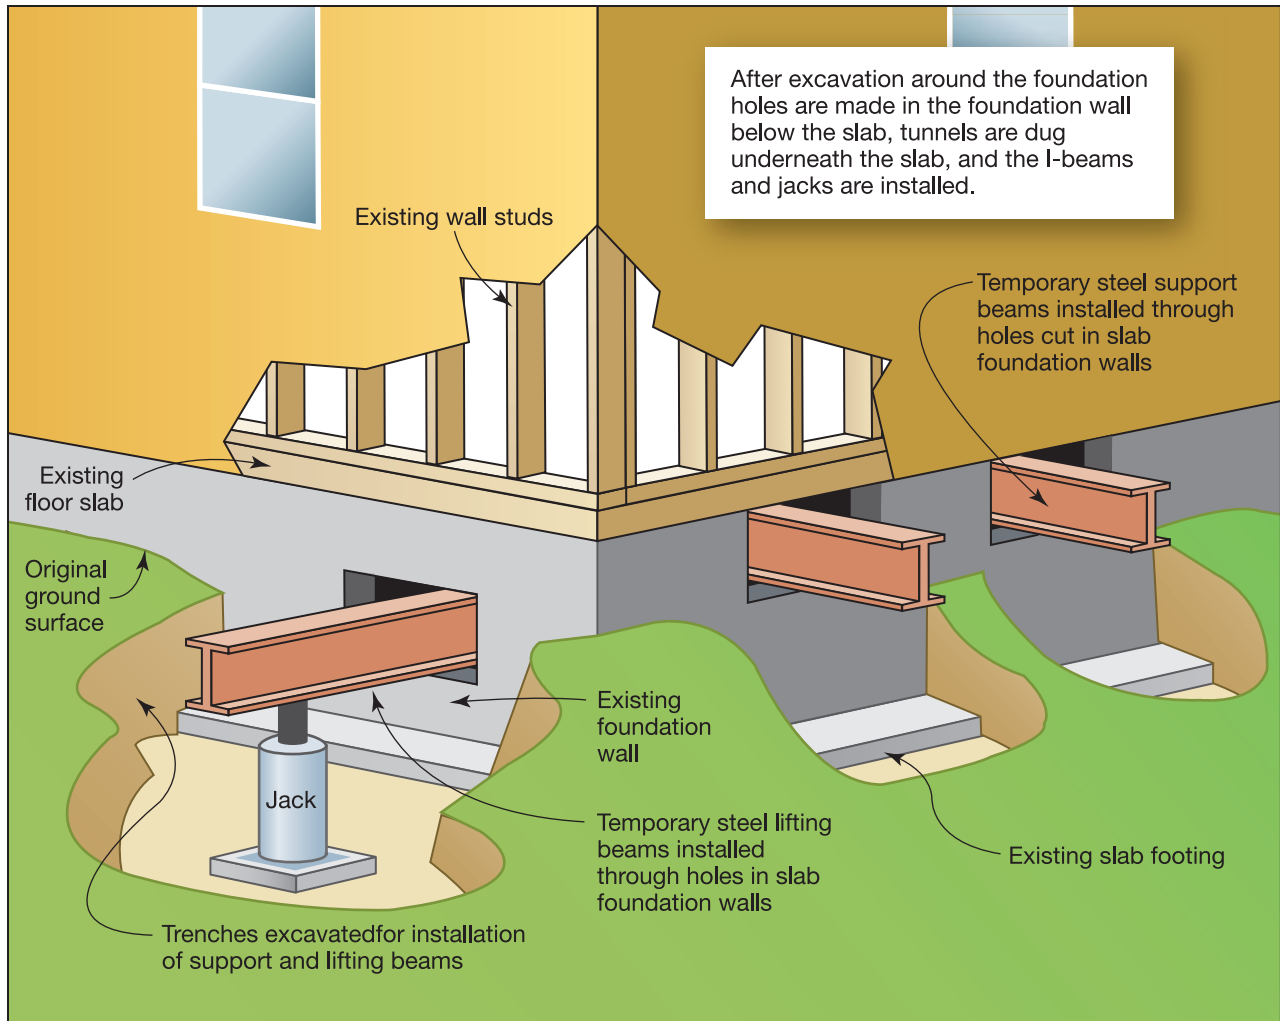 After excavation around the foundation
holes are made in the foundation wall
below the slab, tunnels are dug
underneath the slab, and the I-beams
and jacks are installed.
Existing wall studs
Temporary steel support
beams installed through
holes cut in slab
foundation walls
Existing
floor slab
Original
ground
surface
Existing
foundation
wall
Jack
Temporary steel lifting
beams installed
through holes in slab
foundation walls
Existing slab footing
Trenches excavatedfor installation
of support and lifting beams